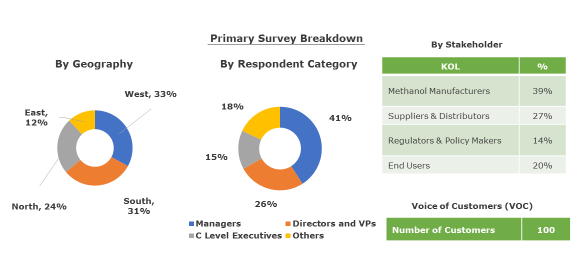 Primary Survey Breakdown
By Geography
West, 33%
East,
12%
North, 24%
South,
31%
By Respondent Category
18%
41%
15%
26%
Managers
Directors and VPs
C Level Executives
Others
By Stakeholder
KOL %
Methanol Manufacturers 39%
Suppliers & Distributors 27%
Regulators & Policy Makers 14%
End Users 20%
Voice of Customers (VOC)
Number of Customers 100